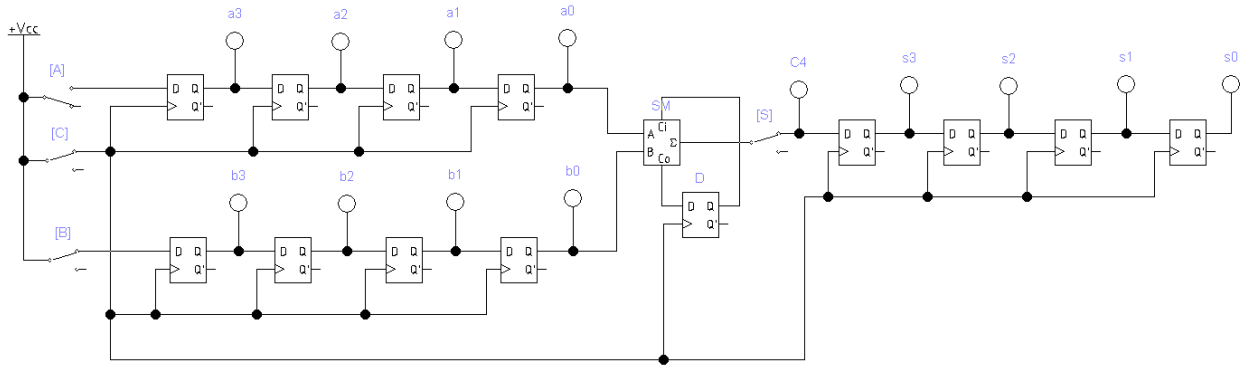 a3 a2 a1 a0
+Vcc
[A] C4 s3 s2 s1 s0
D Q D Q D Q D Q
Q' Q' Q' Q'
SM
[C] [S]
Ci
A
Σ
B
Co
D Q D Q D Q D Q
Q' Q' Q' Q'
b3 b2 b1 b0
D
D Q
Q'
[B]
D Q D Q D Q D Q
Q' Q' Q' Q'